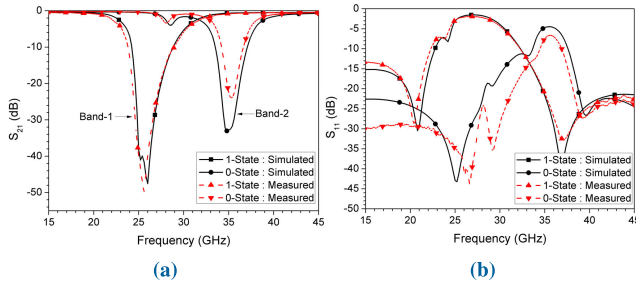 0
-10
-20
-30
-40
-50
S21 (dB)
Band-1
Band-2
1-State : Simulated
0-State : Simulated
1-State : Measured
0-State : Measured
15 20 25 30 35 40 45
Frequency (GHz)
(a)
0
-5
-10
-15
-20
-25
-30
-35
-40
-45
-50
S11 (dB)
1-State : Simulated
0-State : Simulated
1-State : Measured
0-State : Measured
15 20 25 30 35 40 45
Frequency (GHz)
(b)